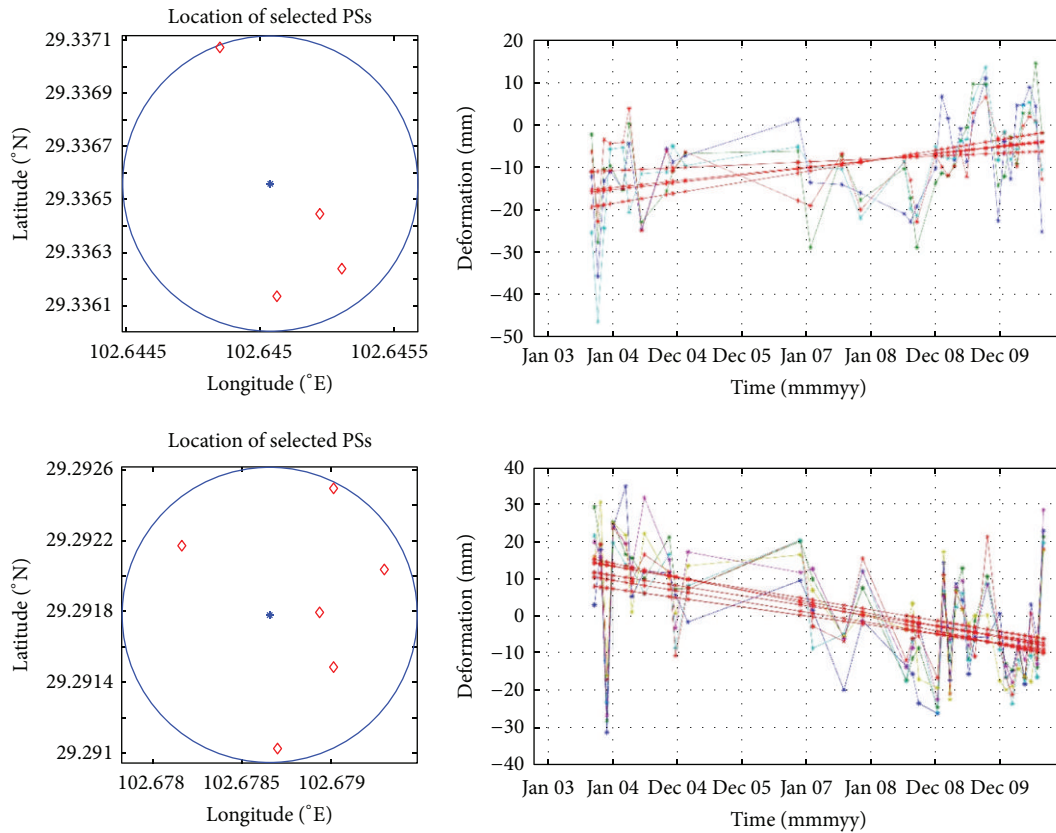 Location of selected PSs
29.3371
29.3369
29.3367
29.3365
29.3363
29.3361
Latitude (°N)
102.6445 102.645 102.6455
Longitude (°E)
20
10
0
−10
−20
−30
−40
−50
Deformation (mm)
Jan 03 Jan 04 Dec 04 Dec 05 Jan 07 Jan 08 Dec 08 Dec 09
Time (mmmyy)
Location of selected PSs
29.2926
29.2922
29.2918
29.2914
29.291
Latitude (°N)
102.678 102.6785 102.679
Longitude (°E)
40
30
20
10
0
−10
−20
−30
−40
Deformation (mm)
Jan 03 Jan 04 Dec 04 Dec 05 Jan 07 Jan 08 Dec 08 Dec 09
Time (mmmyy)